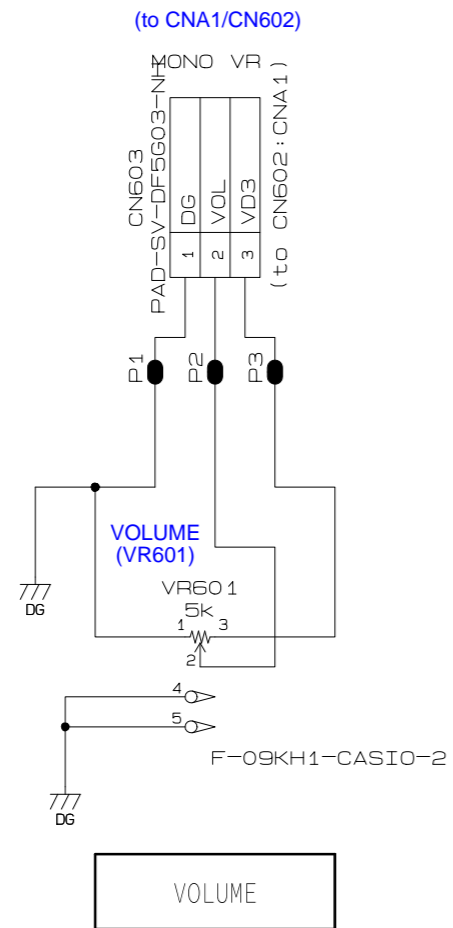 (to CNA1/CN602)
MONO VR
CN603
PAD-SV-DF5G03-NH
DG
VOL
VD3
1
2
3
(to CN602:CNA1)
P1
P2
P3
VOLUME
(VR601)
DG
VR601
5K
1
3
2
4
5
F-09KH1-CASIO-2
DG
VOLUME